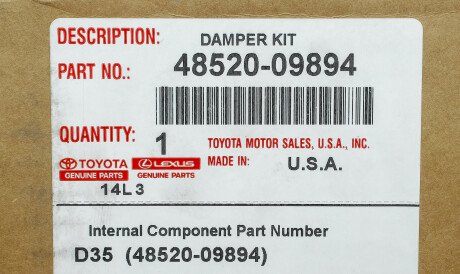 DESCRIPTION: DAMPER KIT
PART NO.: 48520-09894
QUANTITY: 1 TOYOTA MOTOR SALES, U.S.A., INC.
TOYOTA LEXUS MADE IN: U.S.A.
GENUINE PARTS GENUINE PARTS
14L 3
Internal Component Part Number
D35 (48520-09894)